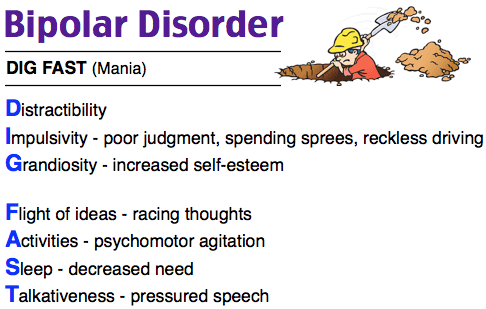 Bipolar Disorder
DIG FAST (Mania)
Distractibility
Impulsivity - poor judgment, spending sprees, reckless driving
Grandiosity - increased self-esteem
Flight of ideas - racing thoughts
Activities - psychomotor agitation
Sleep - decreased need
Talkativeness - pressured speech